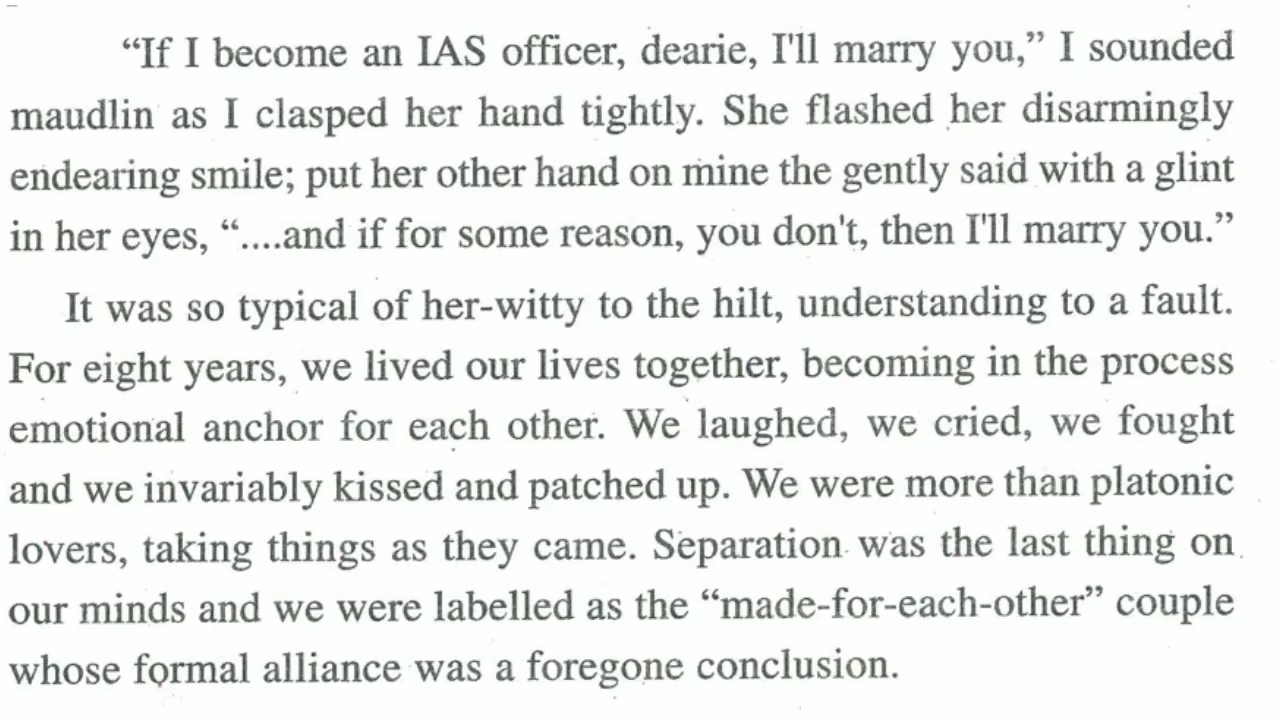 “If I become an IAS officer, dearie, I'll marry you,” I sounded
maudlin as I clasped her hand tightly. She flashed her disarmingly
endearing smile; put her other hand on mine the gently said with a glint
in her eyes, “....and if for some reason, you don't, then I'll marry you.”
It was so typical of her-witty to the hilt, understanding to a fault.
For eight years, we lived our lives together, becoming in the process
emotional anchor for each other. We laughed, we cried, we fought
and we invariably kissed and patched up. We were more than platonic
lovers, taking things as they came. Separation was the last thing on
our minds and we were labelled as the “made-for-each-other” couple
whose formal alliance was a foregone conclusion.